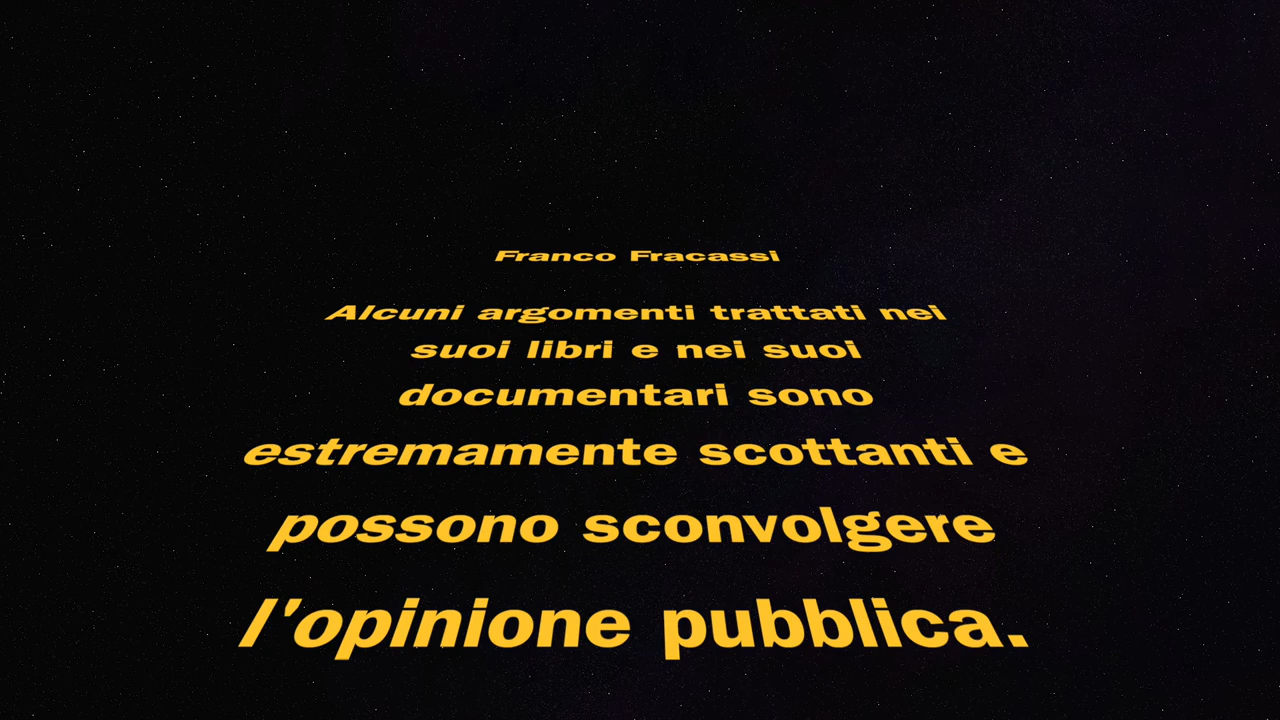 Franco Fracassi
Alcuni argomenti trattati nei
suoi libri e nei suoi
documentari sono
estremamente scottanti e
possono sconvolgere
l'opinione pubblica.